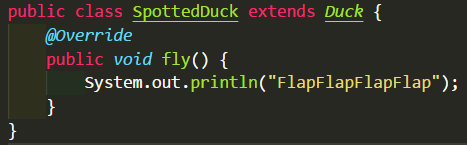 public class SpottedDuck extends Duck {
    @Override
    public void fly() {
        System.out.println("FlapFlapFlapFlap");
    }
}